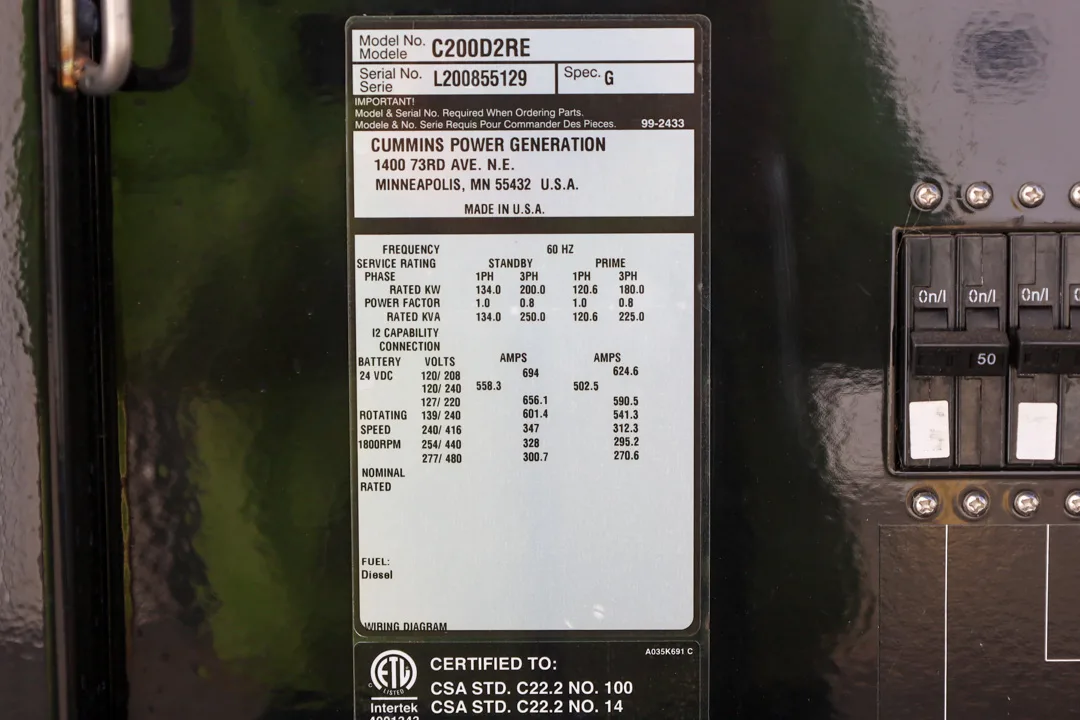 Model No. C200D2RE
Modele
Serial No. L200855129 Spec. G
Serie
IMPORTANT!
Model & Serial No. Required When Ordering Parts.
Modele & No. Serie Requis Pour Commander Des Pieces. 99-2433
CUMMINS POWER GENERATION
1400 73RD AVE. N.E.
MINNEAPOLIS, MN 55432 U.S.A.
MADE IN U.S.A.
FREQUENCY 60 HZ
SERVICE RATING STANDBY PRIME
PHASE 1PH 3PH 1PH 3PH
RATED KW 134.0 200.0 120.6 180.0
POWER FACTOR 1.0 0.8 1.0 0.8
RATED KVA 134.0 250.0 120.6 225.0
I2 CAPABILITY
CONNECTION
BATTERY VOLTS AMPS AMPS
24 VDC 120/ 208 694 624.6
120/ 240 558.3 502.5
127/ 220 656.1 590.5
ROTATING 139/ 240 601.4 541.3
SPEED 240/ 416 347 312.3
1800RPM 254/ 440 328 295.2
277/ 480 300.7 270.6
NOMINAL
RATED
FUEL:
Diesel
WIRING DIAGRAM
A035K691 C
ETL CERTIFIED TO:
LISTED
CSA STD. C22.2 NO. 100
Intertek CSA STD. C22.2 NO. 14
4001343
On/I On/I On/I
50